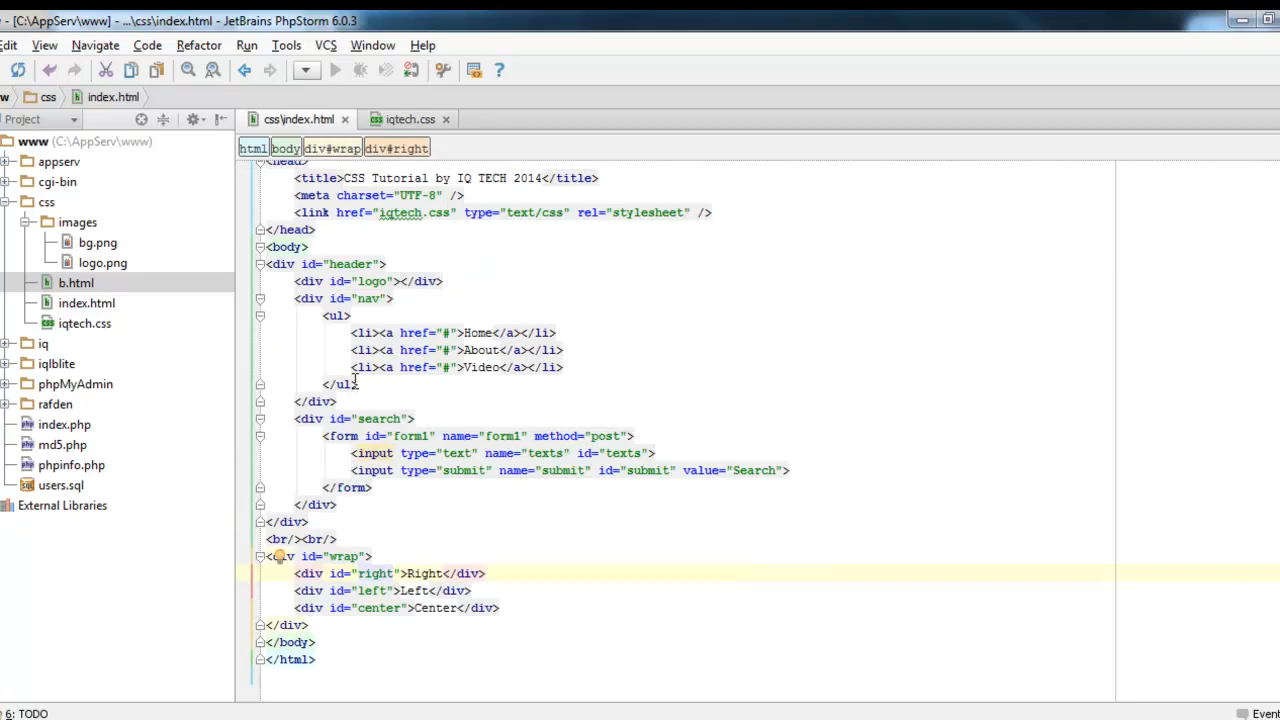 - [C:\AppServ\www] - ...\css\index.html - JetBrains PhpStorm 6.0.3
Edit View Navigate Code Refactor Run Tools VCS Window Help
w css index.html
Project
css\index.html iqtech.css
html body div#wrap div#right
www (C:\AppServ\www)
appserv
cgi-bin
css
images
bg.png
logo.png
b.html
index.html
iqtech.css
iq
iqlblite
phpMyAdmin
rafden
index.php
md5.php
phpinfo.php
users.sql
External Libraries
<head>
<title>CSS Tutorial by IQ TECH 2014</title>
<meta charset="UTF-8" />
<link href="iqtech.css" type="text/css" rel="stylesheet" />
</head>
<body>
<div id="header">
<div id="logo"></div>
<div id="nav">
<ul>
<li><a href="#">Home</a></li>
<li><a href="#">About</a></li>
<li><a href="#">Video</a></li>
</ul>
</div>
<div id="search">
<form id="form1" name="form1" method="post">
<input type="text" name="texts" id="texts">
<input type="submit" name="submit" id="submit" value="Search">
</form>
</div>
</div>
<br/><br/>
<div id="wrap">
<div id="right">Right</div>
<div id="left">Left</div>
<div id="center">Center</div>
</div>
</body>
</html>
6: TODO
Event